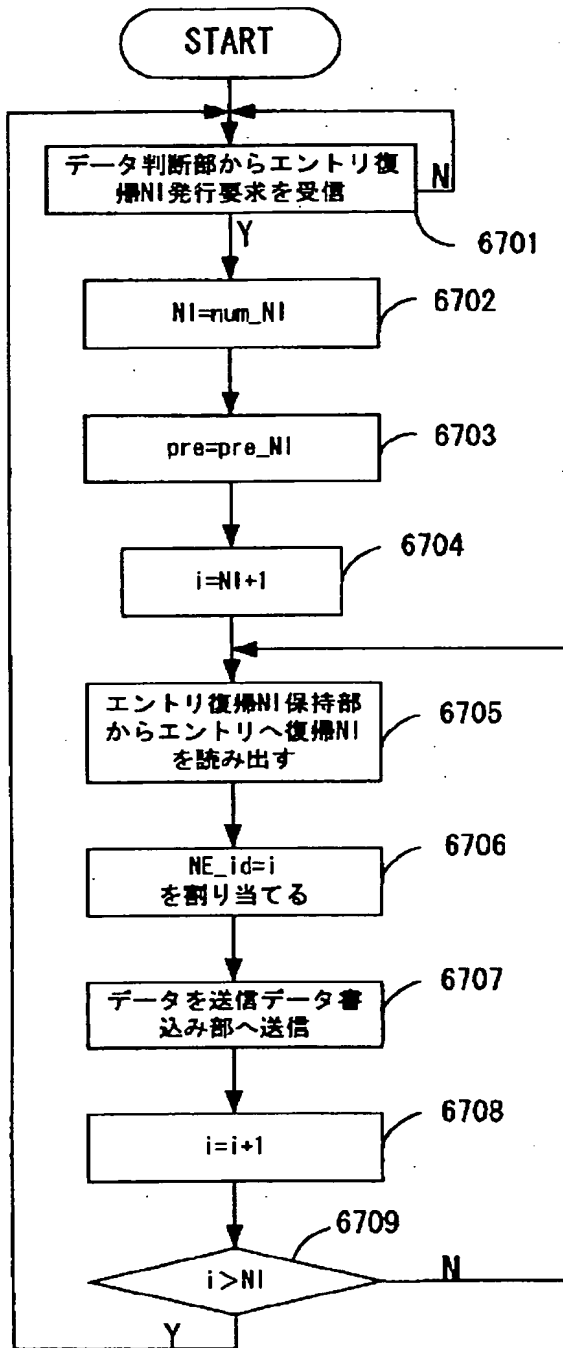 START
データ判断部からエントリ復
帰NI発行要求を受信
N
6701
Y
NI=num_NI
6702
pre=pre_NI
6703
i=NI+1
6704
エントリ復帰NI保持部
からエントリへ復帰NI
を読み出す
6705
NE_id=i
を割り当てる
6706
データを送信データ書
込み部へ送信
6707
i=i+1
6708
i>NI
6709
N
Y